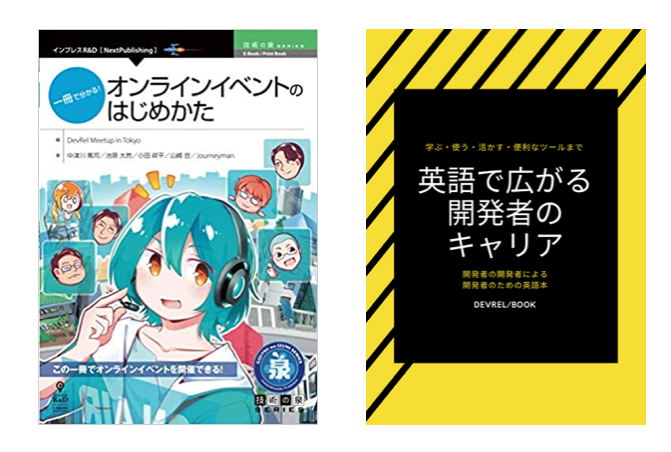 インプレスR&D [ NextPublishing ]
技術の泉 SERIES
E-Book / Print Book
一冊で分かる!
オンラインイベントの
はじめかた
DevRel Meetup in Tokyo
この一冊でオンラインイベントを開催できる!
泉
技術の泉
SERIES
学ぶ・使う・活かす・便利なツールまで
英語で広がる
開発者の
キャリア
開発者の開発者による
開発者のための英語本
DEVREL/BOOK